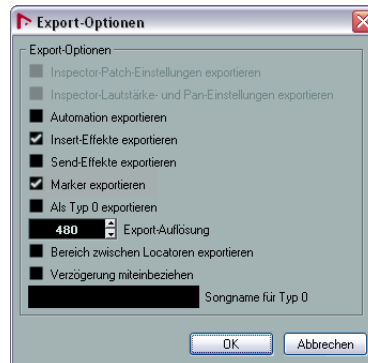 Export-Optionen
Export-Optionen
Inspector-Patch-Einstellungen exportieren
Inspector-Lautstärke- und Pan-Einstellungen exportieren
Automation exportieren
Insert-Effekte exportieren
Send-Effekte exportieren
Marker exportieren
Als Typ 0 exportieren
480 Export-Auflösung
Bereich zwischen Locatoren exportieren
Verzögerung miteinbeziehen
Songname für Typ 0
OK Abbrechen